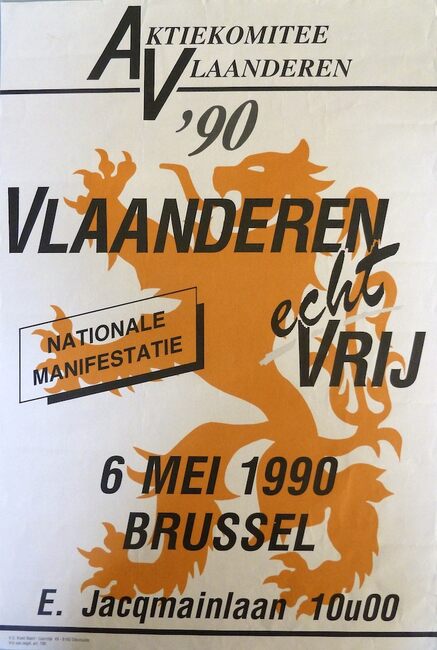 AKTIEKOMITEE
VLAANDEREN
'90
VLAANDEREN
echt
VRIJ
NATIONALE
MANIFESTATIE
6 MEI 1990
BRUSSEL
E. Jacqmainlaan 10u00